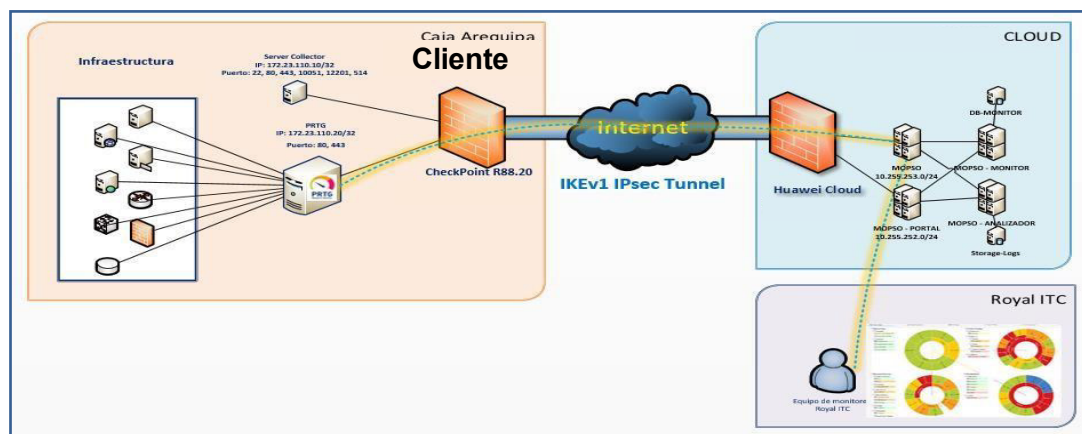 Caja Arequipa
Cliente
Infraestructura
Server Collector
IP: 172.23.110.10/32
Puerto: 22, 80, 443, 10051, 12201, 514
PRTG
IP: 172.23.110.20/32
Puerto: 80, 443
PRTG
CheckPoint R88.20
Internet
IKEv1 IPsec Tunnel
CLOUD
Huawei Cloud
DB-MONITOR
MOPSO
10.255.253.0/24
MOPSO - MONITOR
MOPSO - PORTAL
10.255.252.0/24
MOPSO - ANALIZADOR
Storage-Logs
Royal ITC
Equipo de monitoreo
Royal ITC